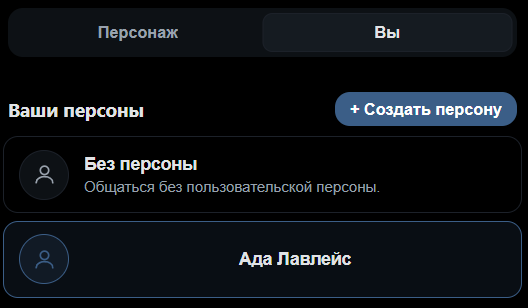 Персонаж
Вы
Ваши персоны
+ Создать персону
Без персоны
Общаться без пользовательской персоны.
Ада Лавлейс